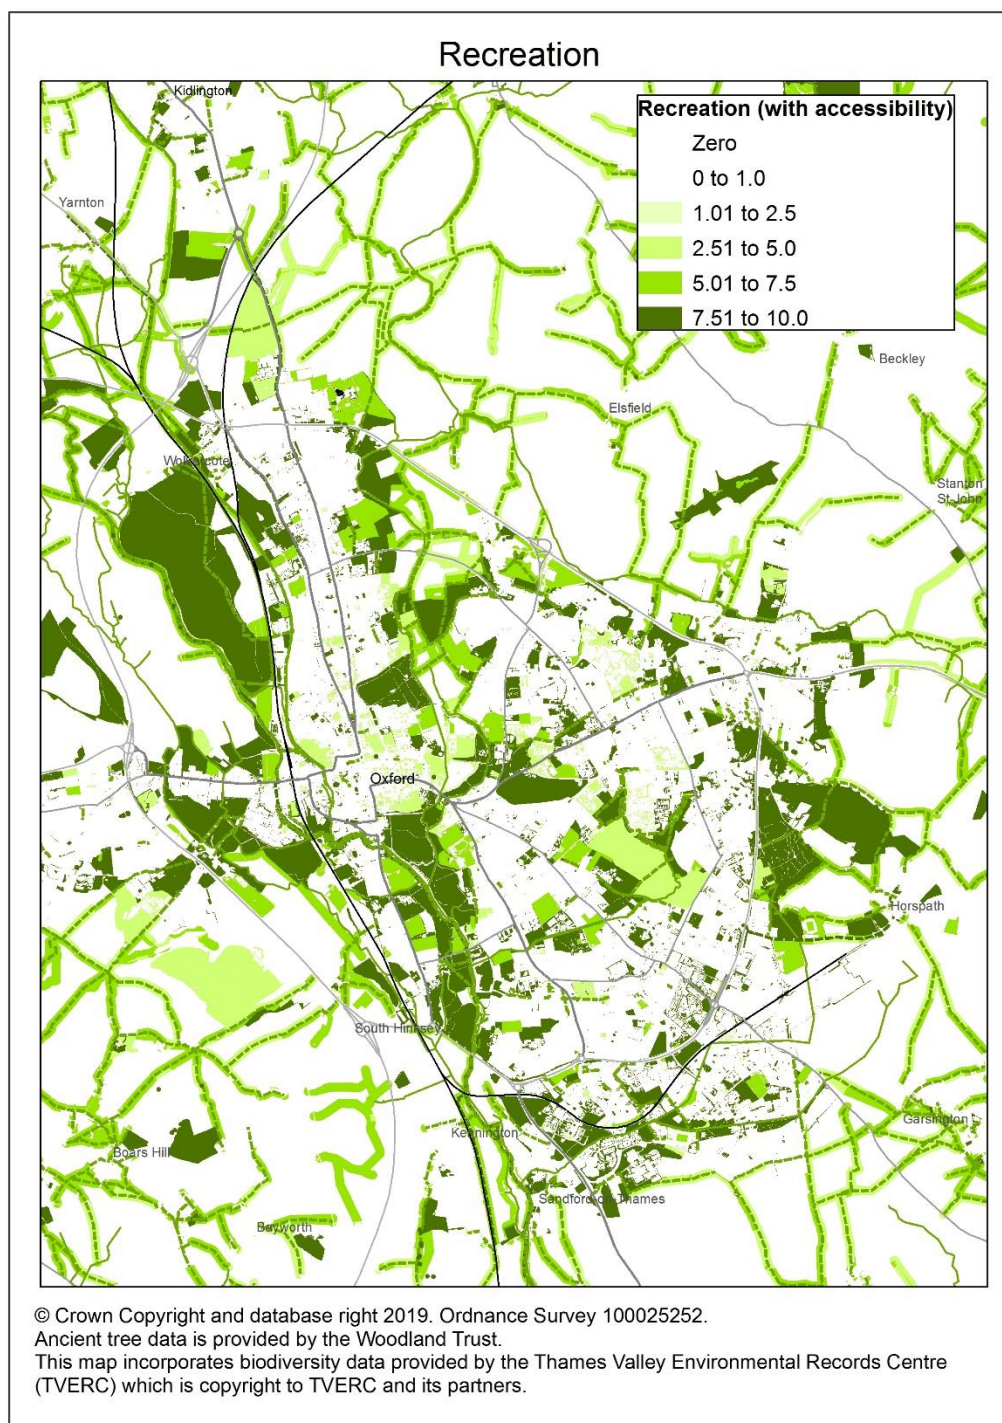 Recreation
Kidlington
Recreation (with accessibility)
Zero
0 to 1.0
Yarnton
1.01 to 2.5
2.51 to 5.0
5.01 to 7.5
7.51 to 10.0
Beckley
Elsfield
Wolvercote
Stanton
St John
Oxford
Horspath
South Hinksey
Kennington
Garsington
Boars Hill
Sandford-on-Thames
Bayworth
© Crown Copyright and database right 2019. Ordnance Survey 100025252.
Ancient tree data is provided by the Woodland Trust.
This map incorporates biodiversity data provided by the Thames Valley Environmental Records Centre
(TVERC) which is copyright to TVERC and its partners.